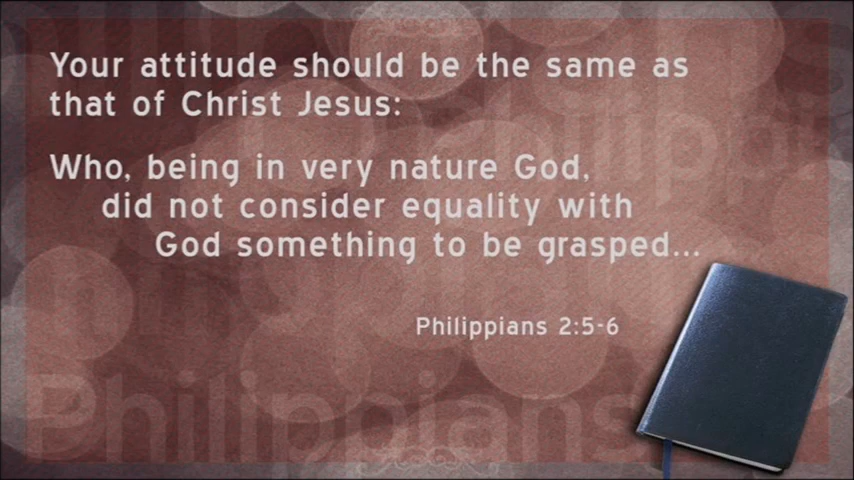 Your attitude should be the same as
that of Christ Jesus:
Who, being in very nature God,
did not consider equality with
God something to be grasped...
Philippians 2:5-6
Philippians